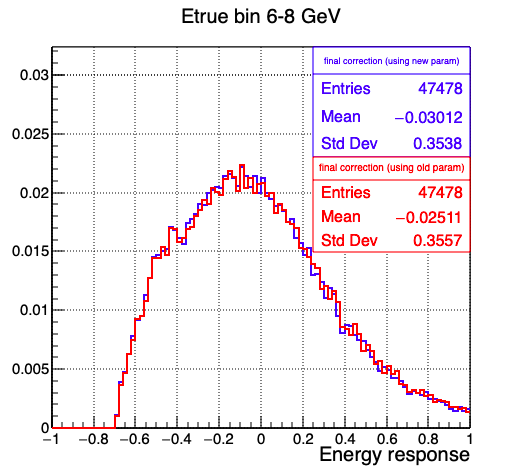 Etrue bin 6-8 GeV
final correction (using new param)
Entries 47478
Mean −0.03012
Std Dev 0.3538
final correction (using old param)
Entries 47478
Mean −0.02511
Std Dev 0.3557
0.03
0.025
0.02
0.015
0.01
0.005
0
−1 −0.8 −0.6 −0.4 −0.2 0 0.2 0.4 0.6 0.8 1
Energy response